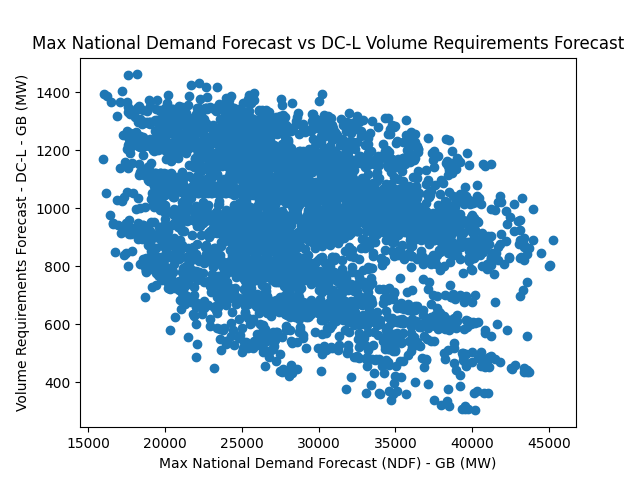 Max National Demand Forecast vs DC-L Volume Requirements Forecast
Volume Requirements Forecast - DC-L - GB (MW)
1400
1200
1000
800
600
400
15000 20000 25000 30000 35000 40000 45000
Max National Demand Forecast (NDF) - GB (MW)